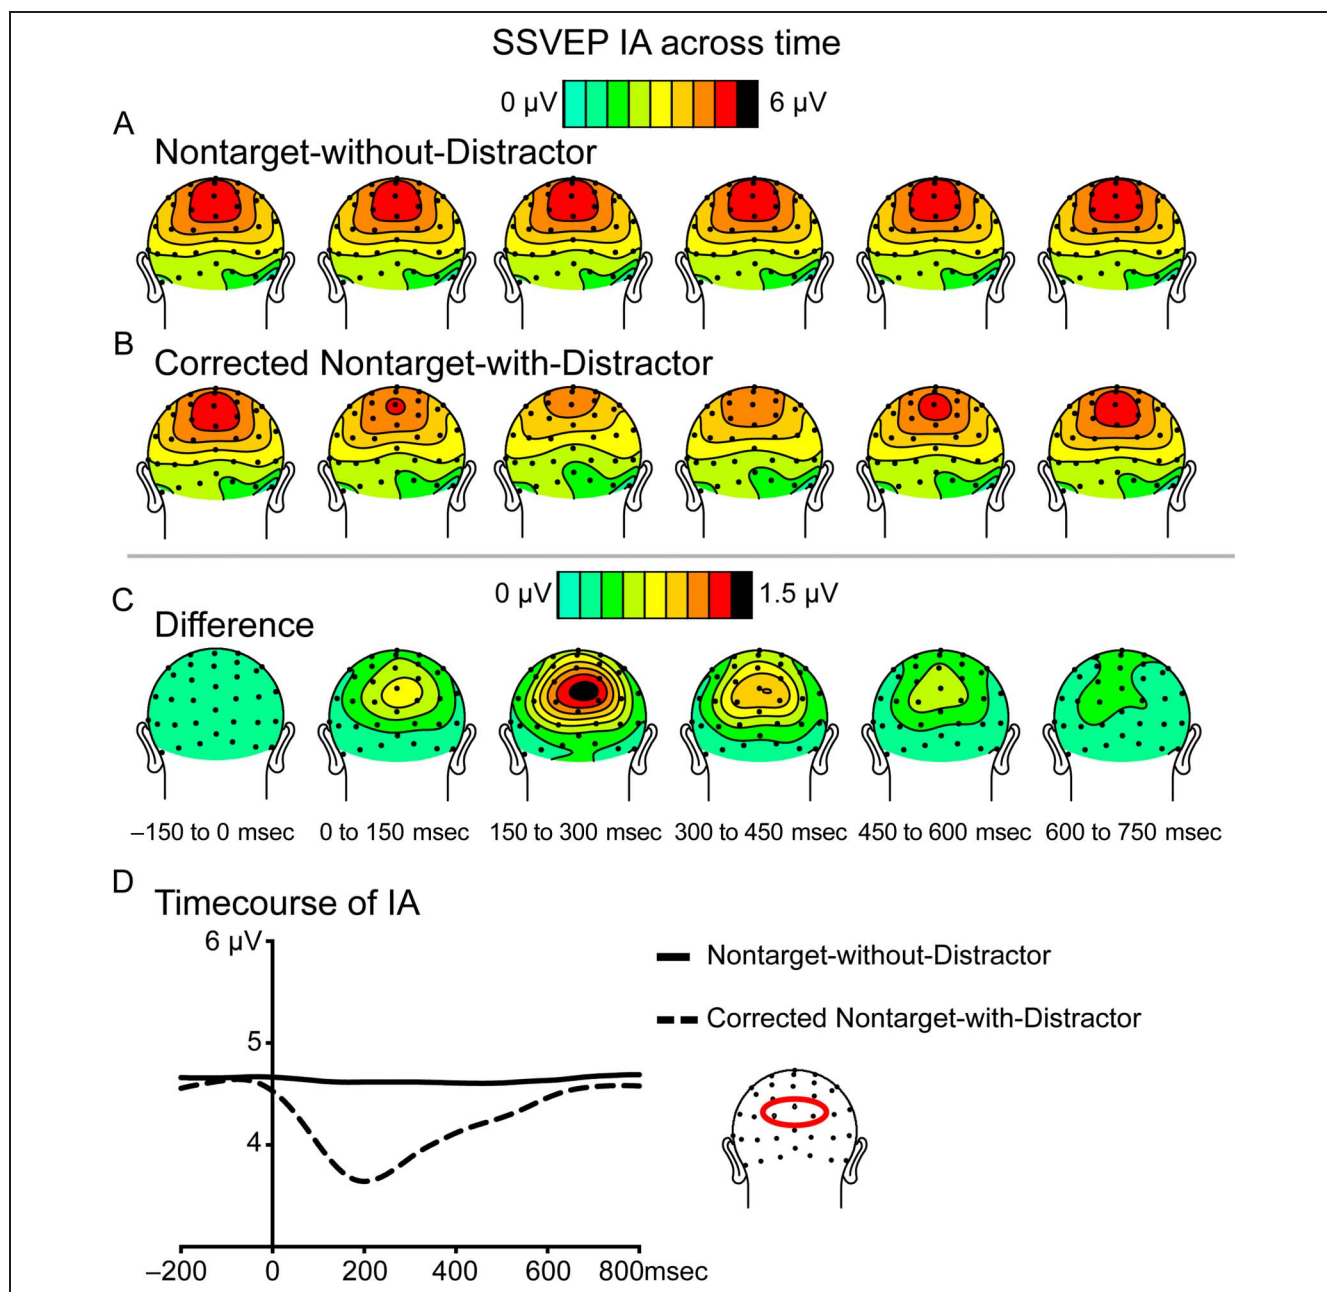 SSVEP IA across time
0 µV 6 µV
A
Nontarget-without-Distractor
B
Corrected Nontarget-with-Distractor
0 µV 1.5 µV
C
Difference
–150 to 0 msec 0 to 150 msec 150 to 300 msec 300 to 450 msec 450 to 600 msec 600 to 750 msec
D
Timecourse of IA
6 µV
Nontarget-without-Distractor
Corrected Nontarget-with-Distractor
5
4
–200 0 200 400 600 800msec